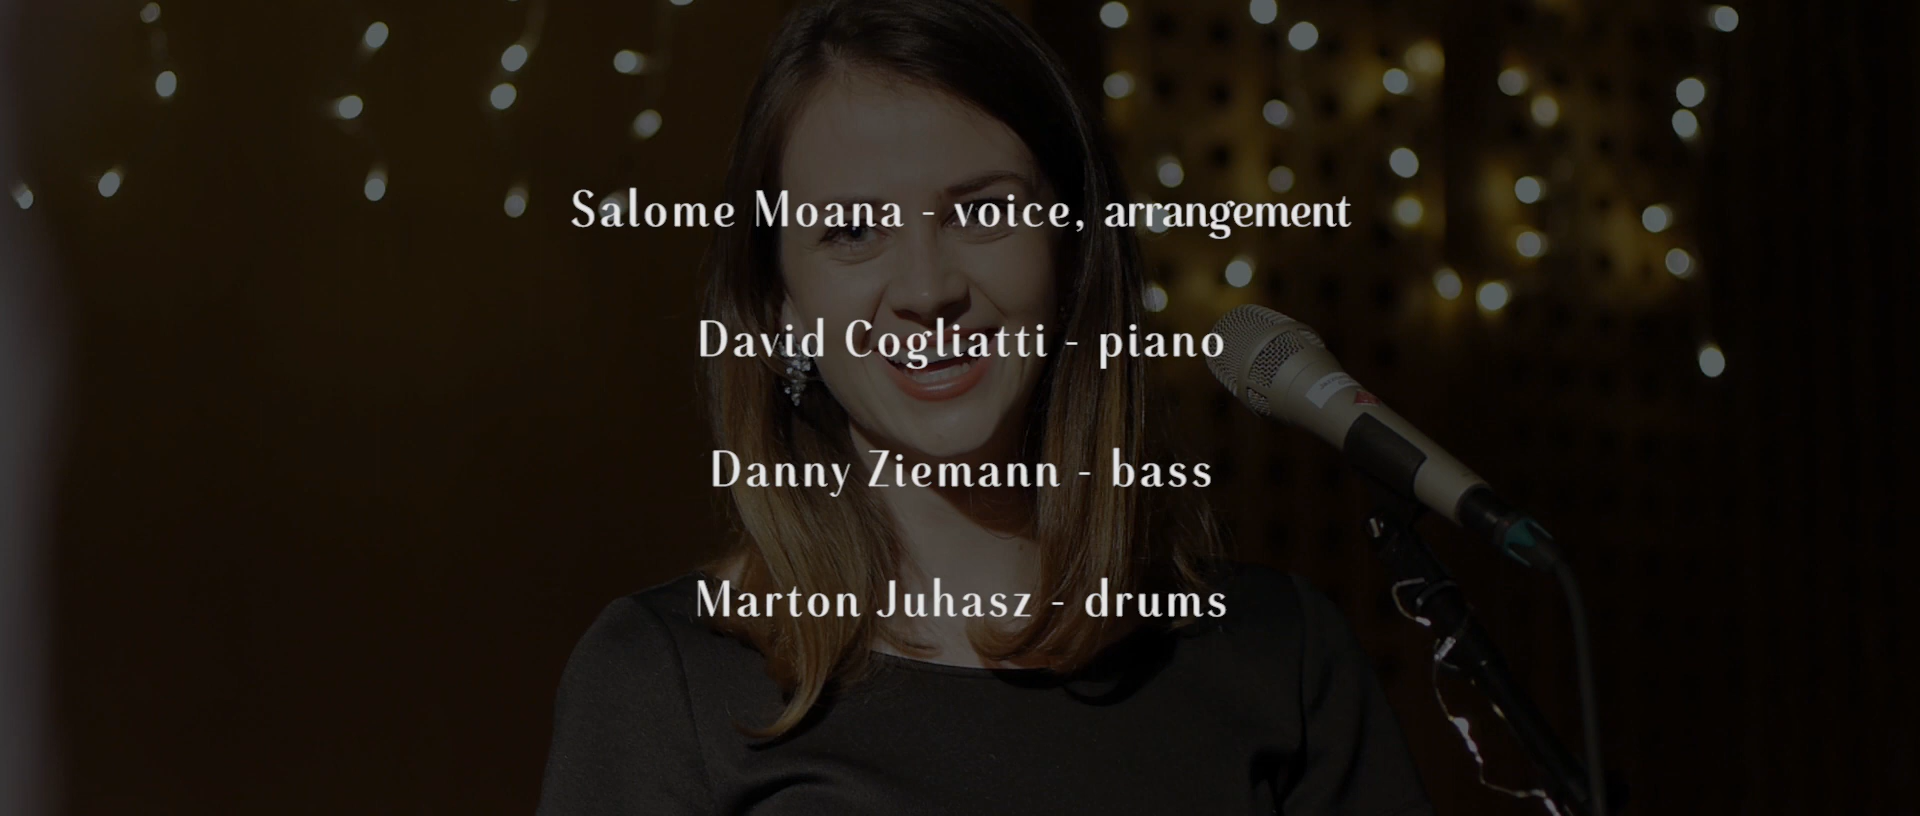 Salome Moana - voice, arrangement
David Cogliatti - piano
Danny Ziemann - bass
Marton Juhasz - drums